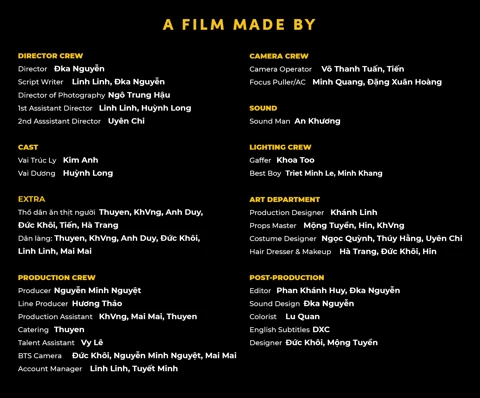 A FILM MADE BY
DIRECTOR CREW
Director Đka Nguyễn
Script Writer Linh Linh, Đka Nguyễn
Director of Photography Ngô Trung Hậu
1st Assistant Director Linh Linh, Huỳnh Long
2nd Asssistant Director Uyên Chi
CAST
Vai Trúc Ly Kim Anh
Vai Dương Huỳnh Long
EXTRA
Thổ dân ăn thịt người Thuyen, KhVng, Anh Duy,
Đức Khôi, Tiến, Hà Trang
Dân làng: Thuyen, KhVng, Anh Duy, Đức Khôi,
Linh Linh, Mai Mai
PRODUCTION CREW
Producer Nguyễn Minh Nguyệt
Line Producer Hương Thảo
Production Assistant KhVng, Mai Mai, Thuyen
Catering Thuyen
Talent Assistant Vy Lê
BTS Camera Đức Khôi, Nguyễn Minh Nguyệt, Mai Mai
Account Manager Linh Linh, Tuyết Minh
CAMERA CREW
Camera Operator Võ Thanh Tuấn, Tiến
Focus Puller/AC Minh Quang, Đặng Xuân Hoàng
SOUND
Sound Man An Khương
LIGHTING CREW
Gaffer Khoa Too
Best Boy Triet Minh Le, Minh Khang
ART DEPARTMENT
Production Designer Khánh Linh
Props Master Mộng Tuyền, Hin, KhVng
Costume Designer Ngọc Quỳnh, Thúy Hằng, Uyên Chi
Hair Dresser & Makeup Hà Trang, Đức Khôi, Hin
POST-PRODUCTION
Editor Phan Khánh Huy, Đka Nguyễn
Sound Design Đka Nguyễn
Colorist Lu Quan
English Subtitles DXC
Designer Đức Khôi, Mộng Tuyền